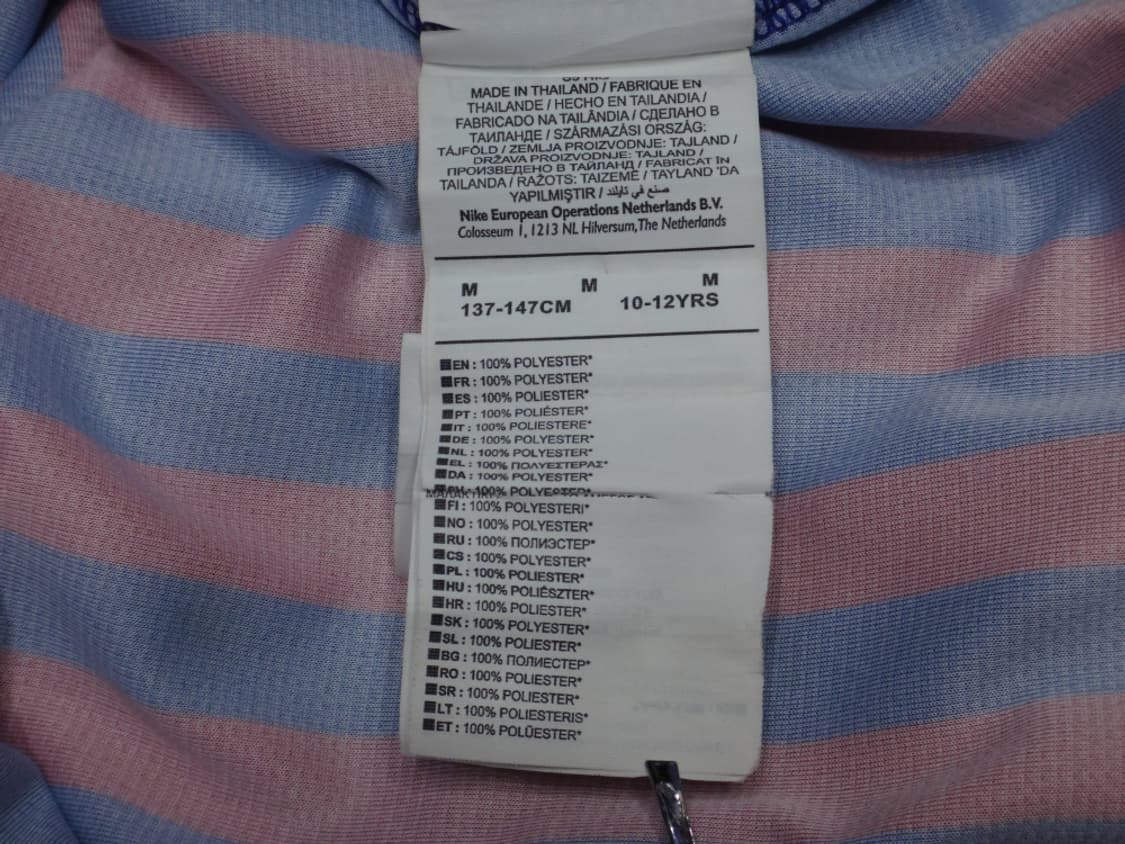 MADE IN THAILAND / FABRIQUE EN
THAILANDE / HECHO EN TAILANDIA /
FABRICADO NA TAILÂNDIA / СДЕЛАНО В
ТАИЛАНДЕ / SZÁRMAZÁSI ORSZÁG:
TÁJFÖLD / ZEMLJA PROIZVODNJE: TAJLAND /
DRŽAVA PROIZVODNJE: TAJLAND /
ПРОИЗВЕДЕНО В ТАЙЛАНД / FABRICAT ÎN
TAILANDA / RAŽOTS: TAIZEME / TAYLAND 'DA
YAPILMIŞTIR / صنع في تايلند
Nike European Operations Netherlands B.V.
Colosseum 1, 1213 NL Hilversum, The Netherlands
M M M
137-147CM 10-12YRS
EN : 100% POLYESTER*
FR : 100% POLYESTER*
ES : 100% POLIESTER*
PT : 100% POLIÉSTER*
IT : 100% POLIESTERE*
DE : 100% POLYESTER*
NL : 100% POLYESTER*
EL : 100% ΠΟΛΥΕΣΤΕΡΑΣ*
DA : 100% POLYESTER*
100% POLYESTER*
FI : 100% POLYESTERI*
NO : 100% POLYESTER*
RU : 100% ПОЛИЭСТЕР*
CS : 100% POLYESTER*
PL : 100% POLIESTER*
HU : 100% POLIÉSZTER*
HR : 100% POLIESTER*
SK : 100% POLYESTER*
SL : 100% POLIESTER*
BG : 100% ПОЛИЕСТЕР*
RO : 100% POLIESTER*
SR : 100% POLIESTER*
LT : 100% POLIESTERIS*
ET : 100% POLÜESTER*